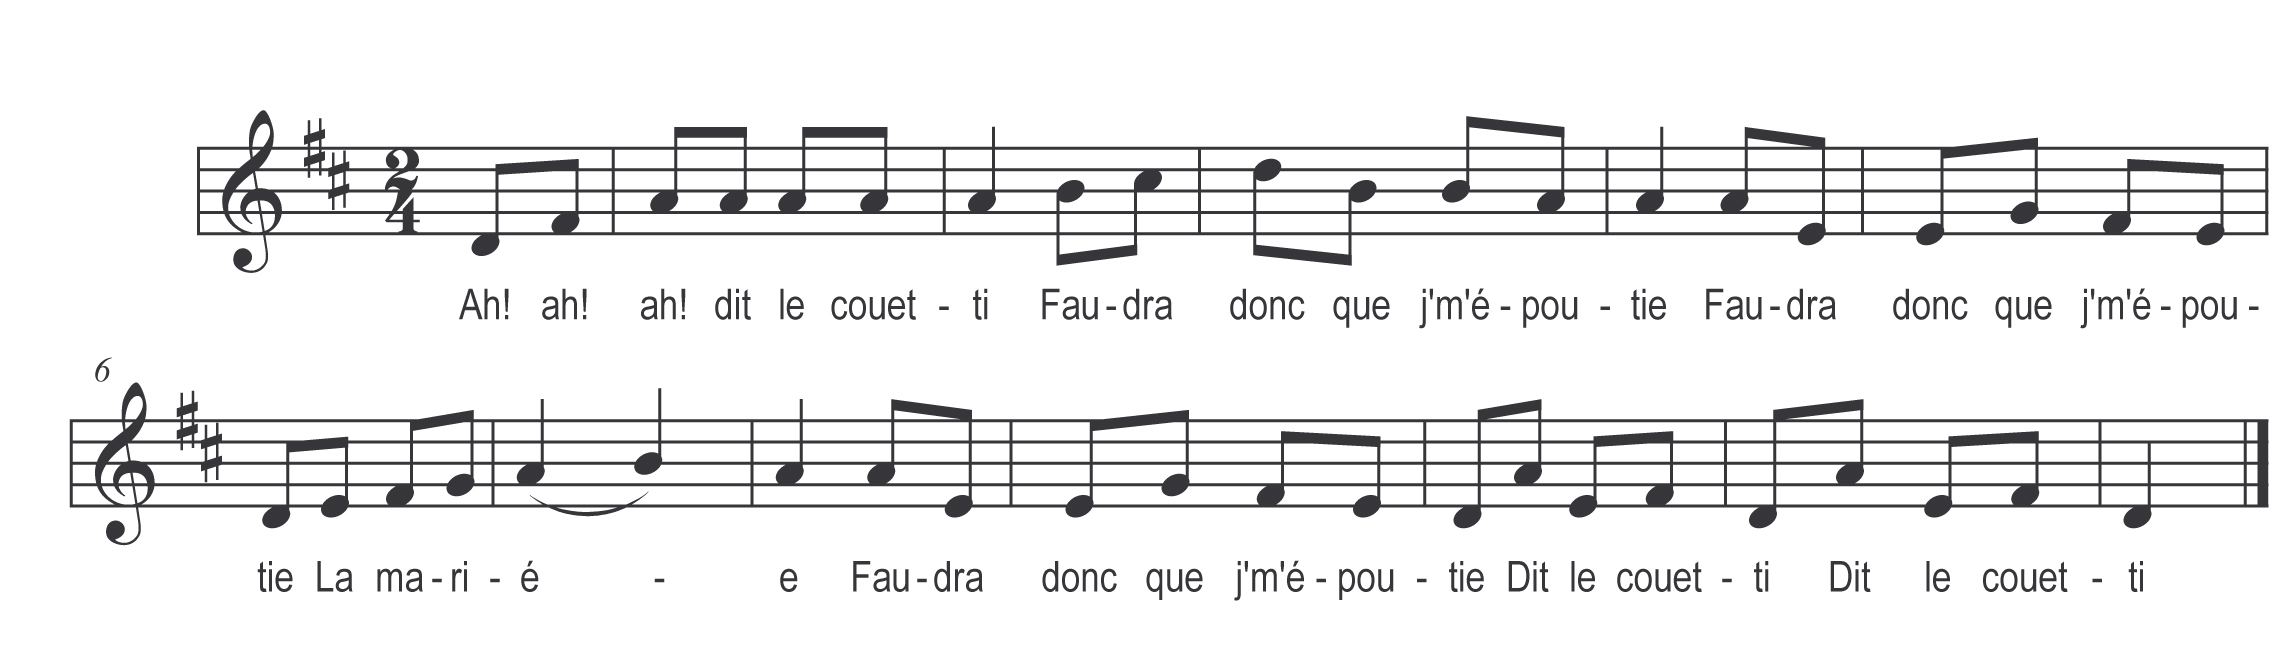 Ah! ah! ah! dit le couet - ti Fau - dra donc que j'm'é - pou - tie Fau - dra donc que j'm'é - pou -
6
tie La ma - ri - é - e Fau - dra donc que j'm'é - pou - tie Dit le couet - ti Dit le couet - ti